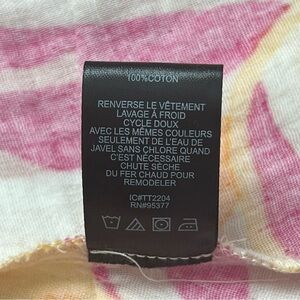 100%COTON
RENVERSE LE VÊTEMENT
LAVAGE À FROID
CYCLE DOUX
AVEC LES MÊMES COULEURS
SEULEMENT DE L'EAU DE
JAVEL SANS CHLORE QUAND
C'EST NÉCESSAIRE
CHUTE SÈCHE
DU FER CHAUD POUR
REMODELER
IC#TT2204
RN#95377